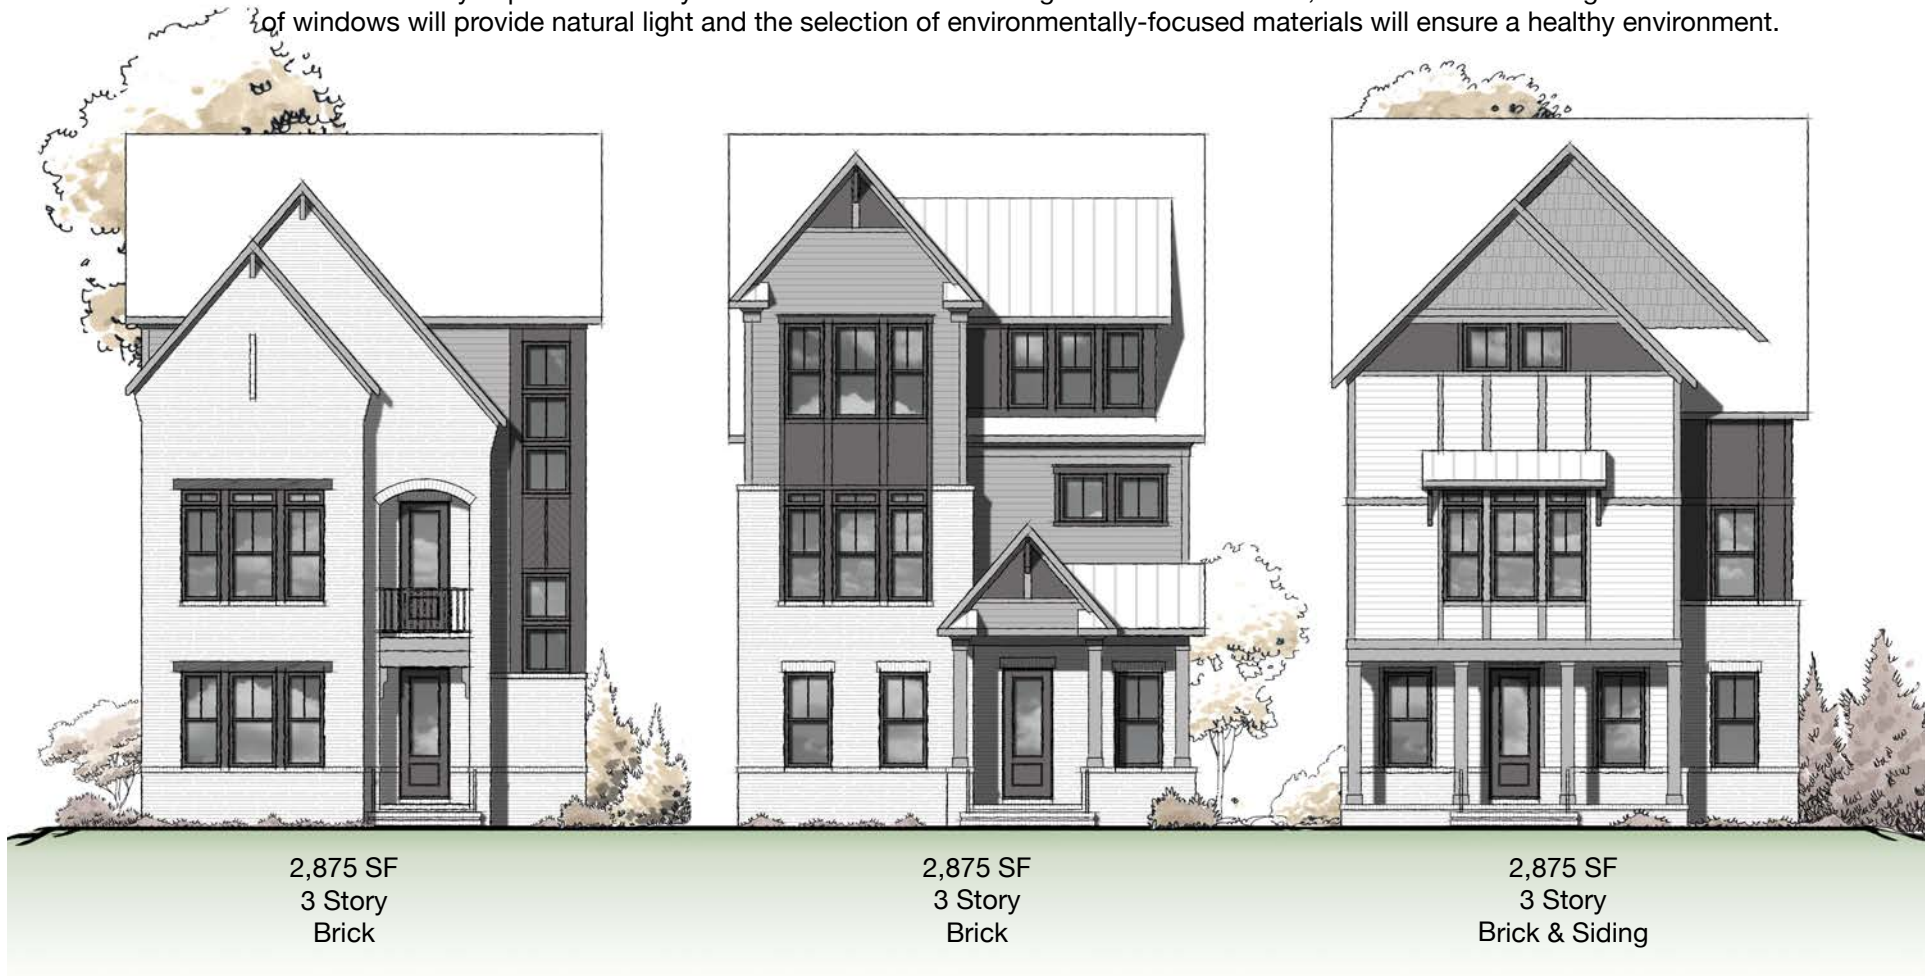 of windows will provide natural light and the selection of environmentally-focused materials will ensure a healthy environment.
2,875 SF
3 Story
Brick
2,875 SF
3 Story
Brick
2,875 SF
3 Story
Brick & Siding